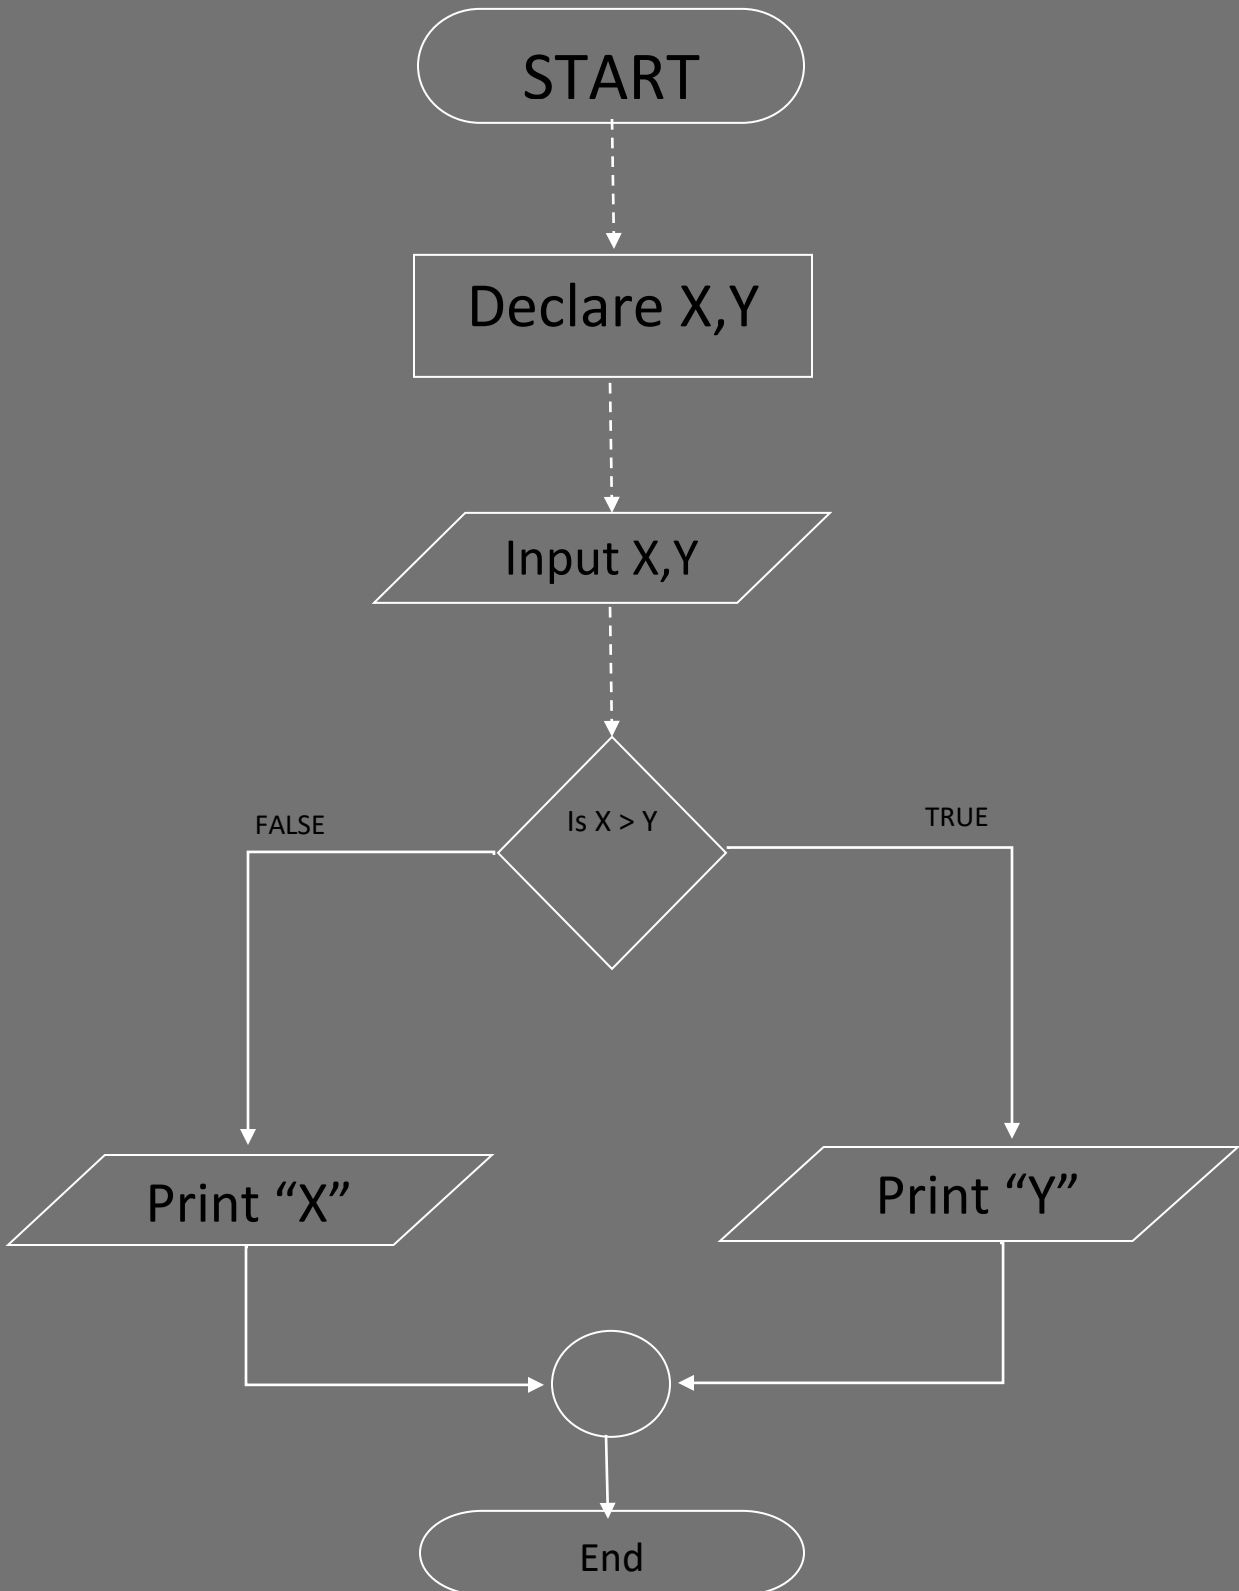 START
Declare X,Y
Input X,Y
Is X > Y
FALSE
TRUE
Print “X”
Print “Y”
End